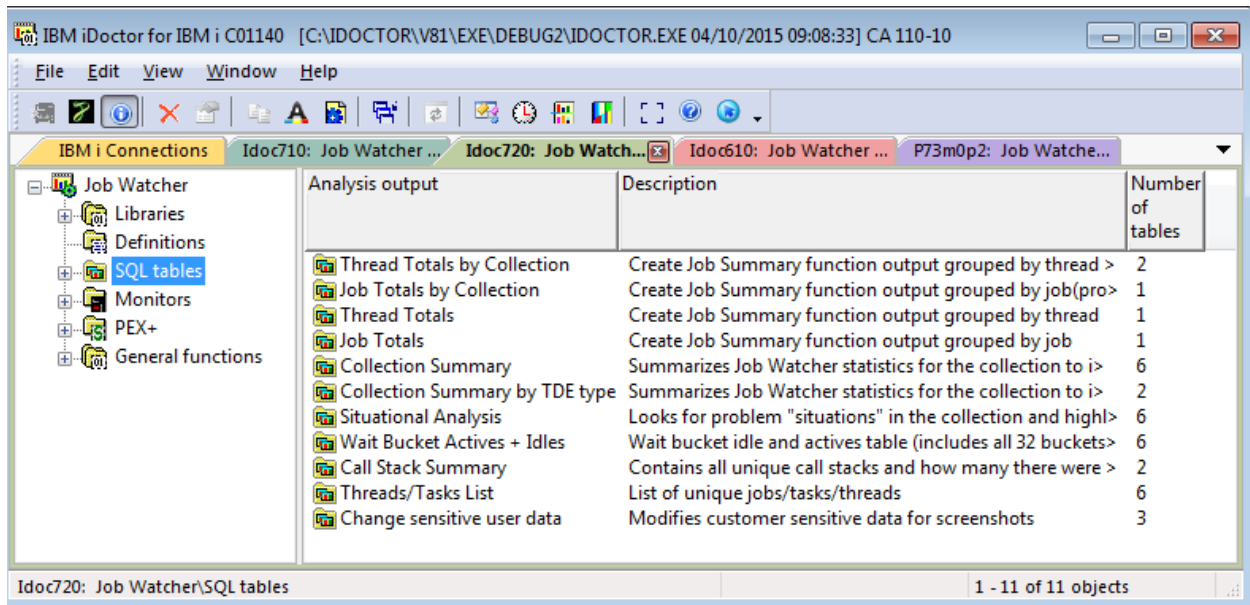 IBM iDoctor for IBM i C01140 [C:\IDOCTOR\V81\EXE\DEBUG2\IDOCTOR.EXE 04/10/2015 09:08:33] CA 110-10
File Edit View Window Help
IBM i Connections Idoc710: Job Watcher ... Idoc720: Job Watch... Idoc610: Job Watcher ... P73m0p2: Job Watche...
Job Watcher
Libraries
Definitions
SQL tables
Monitors
PEX+
General functions
Analysis output Description Number
of
tables
Thread Totals by Collection Create Job Summary function output grouped by thread > 2
Job Totals by Collection Create Job Summary function output grouped by job(pro> 1
Thread Totals Create Job Summary function output grouped by thread 1
Job Totals Create Job Summary function output grouped by job 1
Collection Summary Summarizes Job Watcher statistics for the collection to i> 6
Collection Summary by TDE type Summarizes Job Watcher statistics for the collection to i> 2
Situational Analysis Looks for problem "situations" in the collection and highl> 6
Wait Bucket Actives + Idles Wait bucket idle and actives table (includes all 32 buckets> 6
Call Stack Summary Contains all unique call stacks and how many there were > 2
Threads/Tasks List List of unique jobs/tasks/threads 6
Change sensitive user data Modifies customer sensitive data for screenshots 3
Idoc720: Job Watcher\SQL tables 1 - 11 of 11 objects